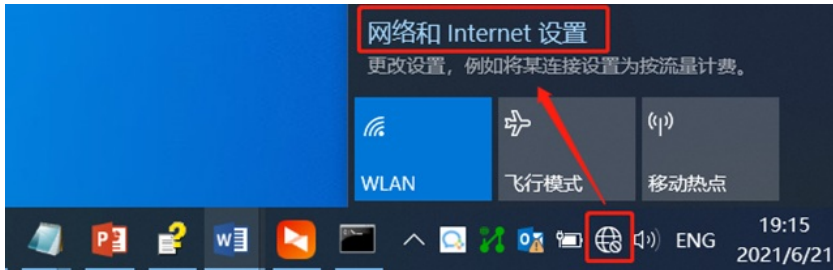 网络和 Internet 设置
更改设置，例如将某连接设置为按流量计费。
WLAN
飞行模式
移动热点
ENG
19:15
2021/6/21